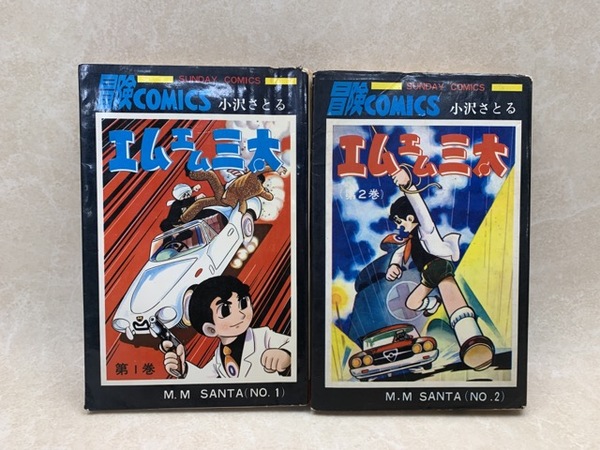 SUNDAY COMICS
冒険COMICS
小沢さとる
エムエム三太
第1巻
M.M SANTA(NO.1)
SUNDAY COMICS
冒険COMICS
小沢さとる
エムエム三太
(第2巻)
M.M SANTA(NO.2)